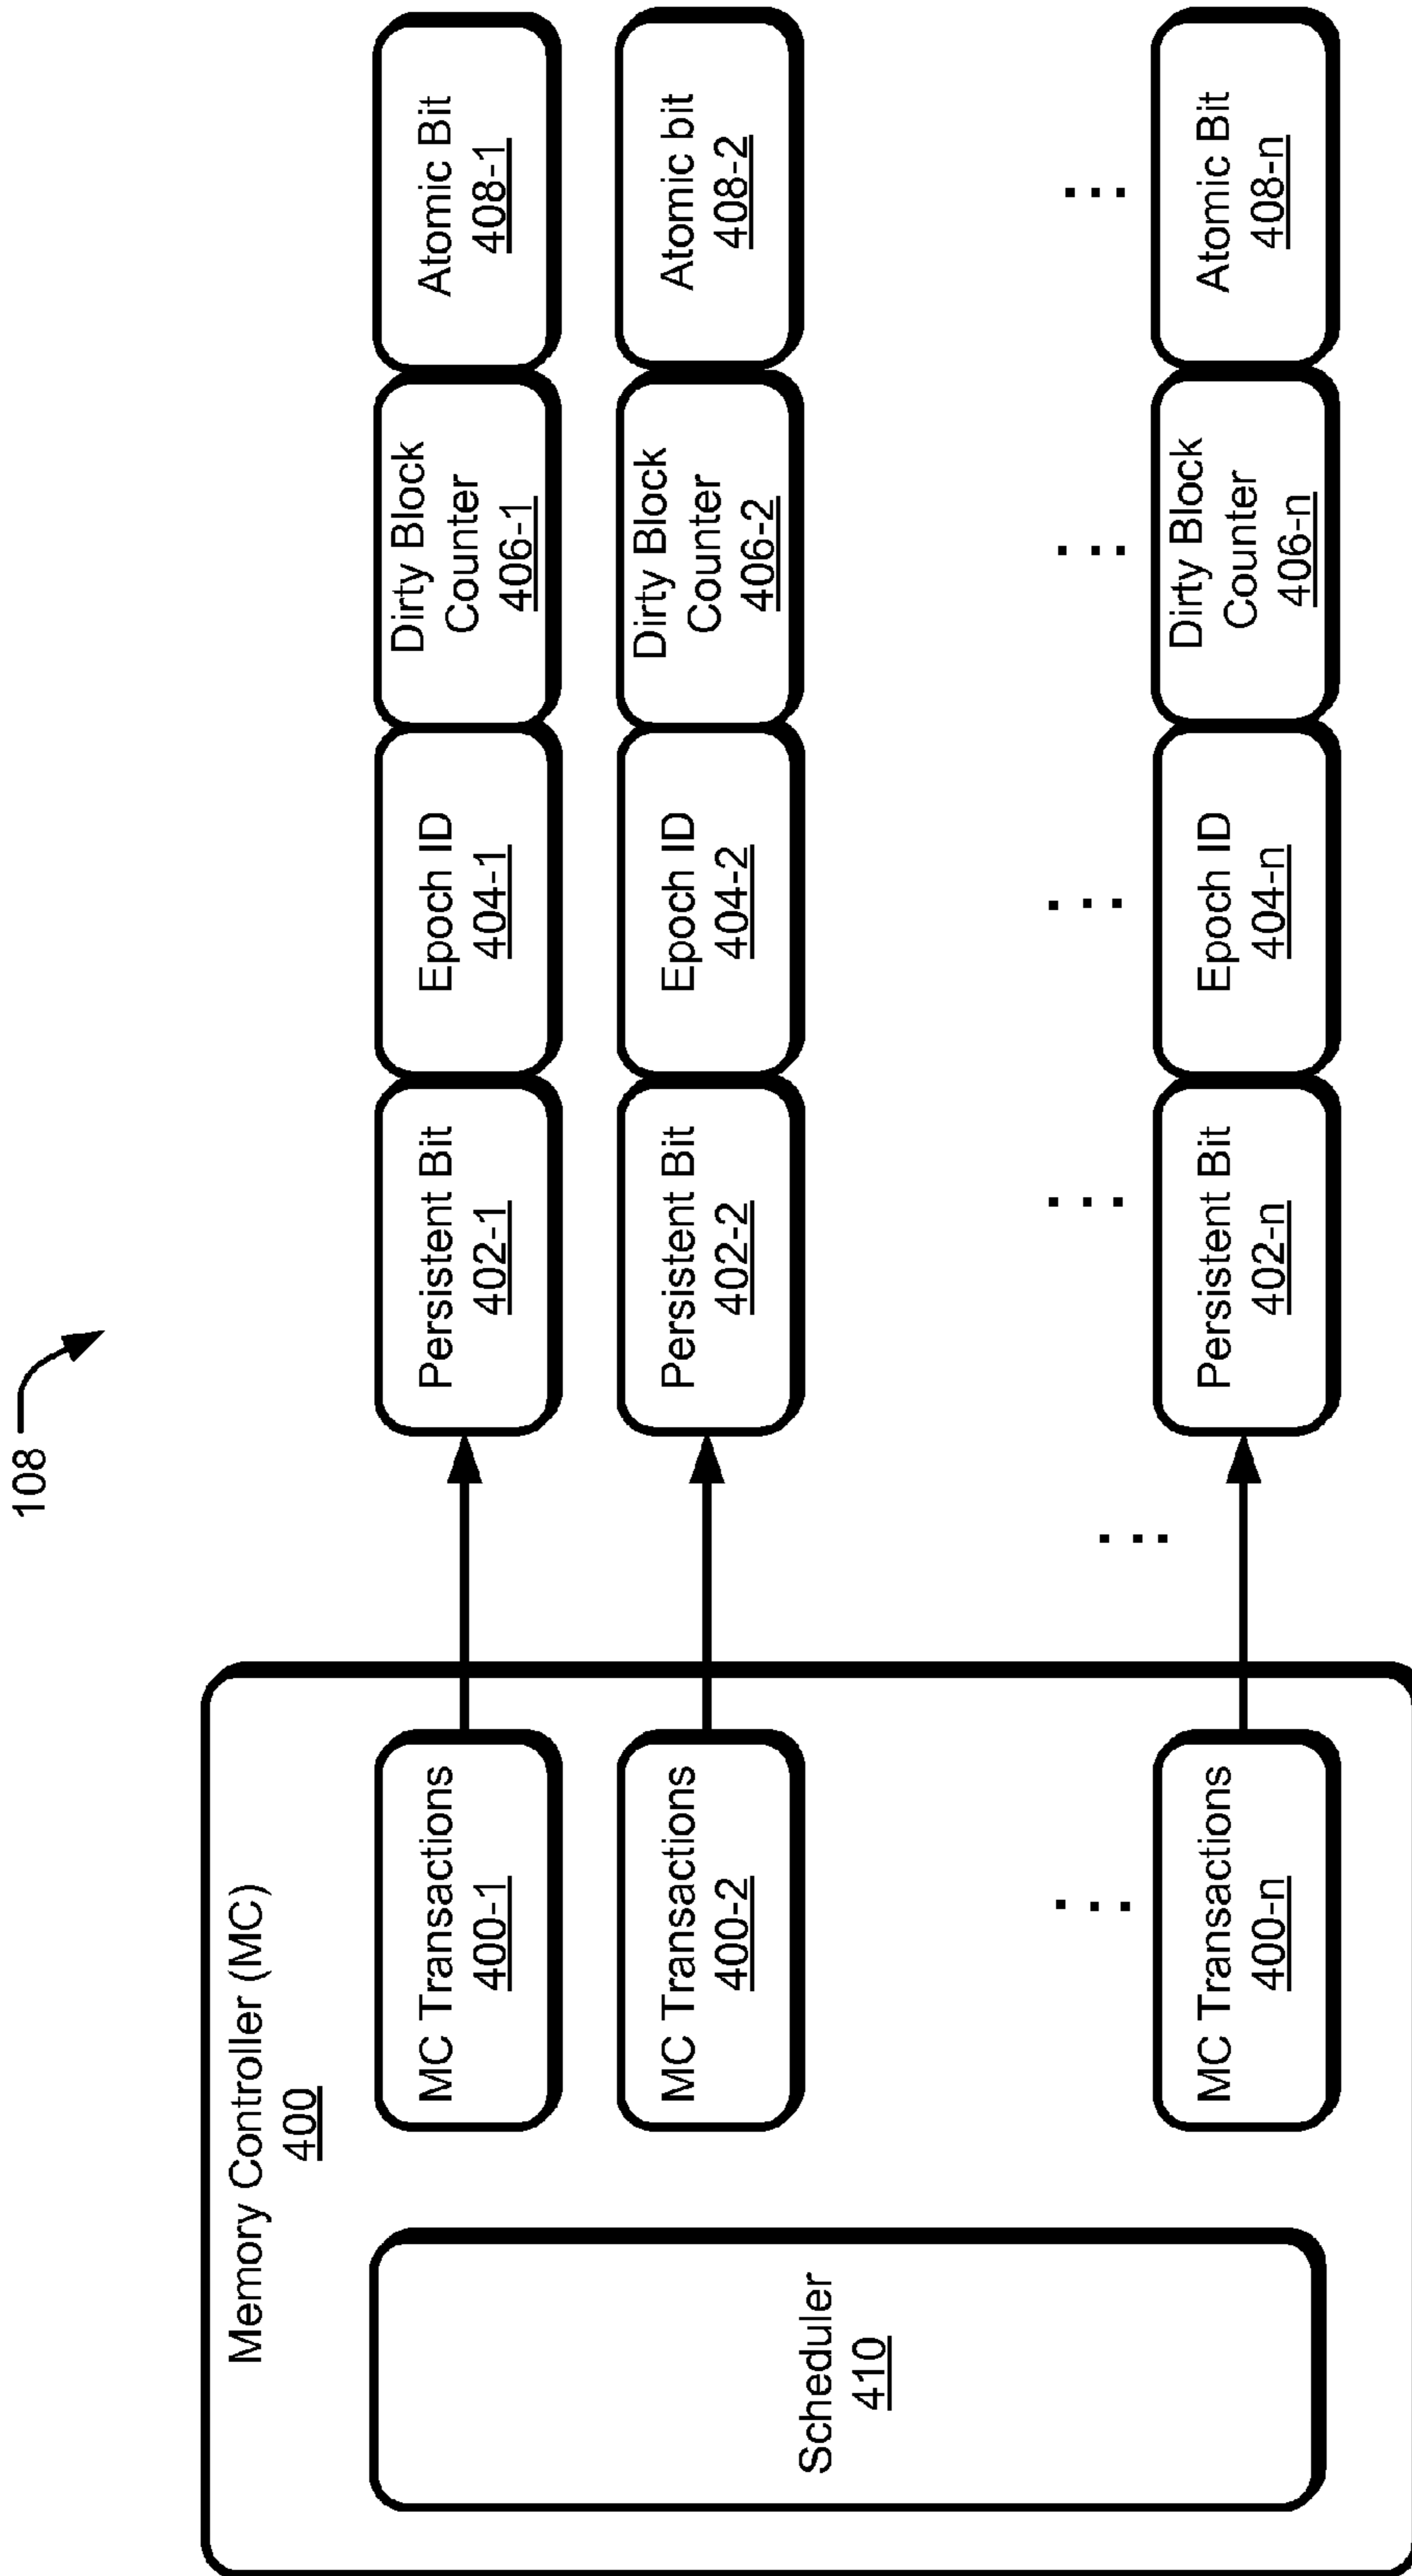 108
Memory Controller (MC)
400
Scheduler
410
MC Transactions
400-1
Persistent Bit
402-1
Epoch ID
404-1
Dirty Block
Counter
406-1
Atomic Bit
408-1
MC Transactions
400-2
Persistent Bit
402-2
Epoch ID
404-2
Dirty Block
Counter
406-2
Atomic bit
408-2
...
...
...
...
...
...
MC Transactions
400-n
Persistent Bit
402-n
Epoch ID
404-n
Dirty Block
Counter
406-n
Atomic Bit
408-n